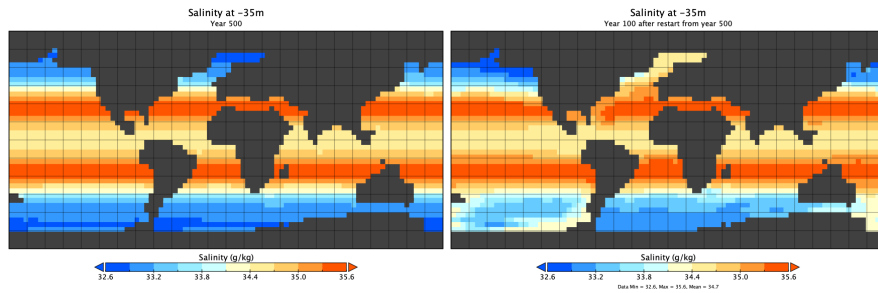 Salinity at −35m
Year 500
Salinity (g/kg)
32.6 33.2 33.8 34.4 35.0 35.6
Salinity at −35m
Year 100 after restart from year 500
Salinity (g/kg)
32.6 33.2 33.8 34.4 35.0 35.6
Data Min = 32.6, Max = 35.6, Mean = 34.7